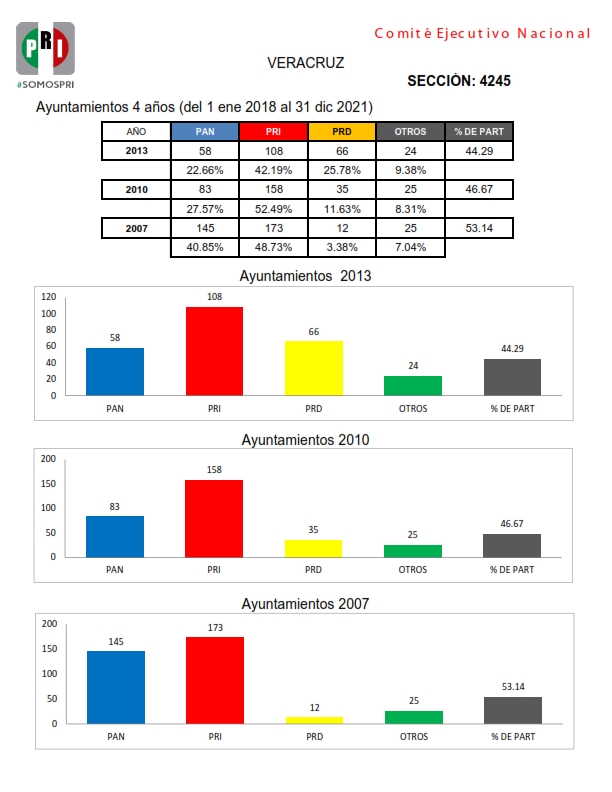 Comité Ejecutivo Nacional
PRI
#SOMOSPRI
VERACRUZ
SECCIÓN: 4245
Ayuntamientos 4 años (del 1 ene 2018 al 31 dic 2021)
AÑO PAN PRI PRD OTROS % DE PART
2013 58 108 66 24 44.29
22.66% 42.19% 25.78% 9.38%
2010 83 158 35 25 46.67
27.57% 52.49% 11.63% 8.31%
2007 145 173 12 25 53.14
40.85% 48.73% 3.38% 7.04%
Ayuntamientos 2013
120
100
80
60
40
20
0
58 108 66 24 44.29
PAN PRI PRD OTROS % DE PART
Ayuntamientos 2010
200
150
100
50
0
83 158 35 25 46.67
PAN PRI PRD OTROS % DE PART
Ayuntamientos 2007
200
150
100
50
0
145 173 12 25 53.14
PAN PRI PRD OTROS % DE PART